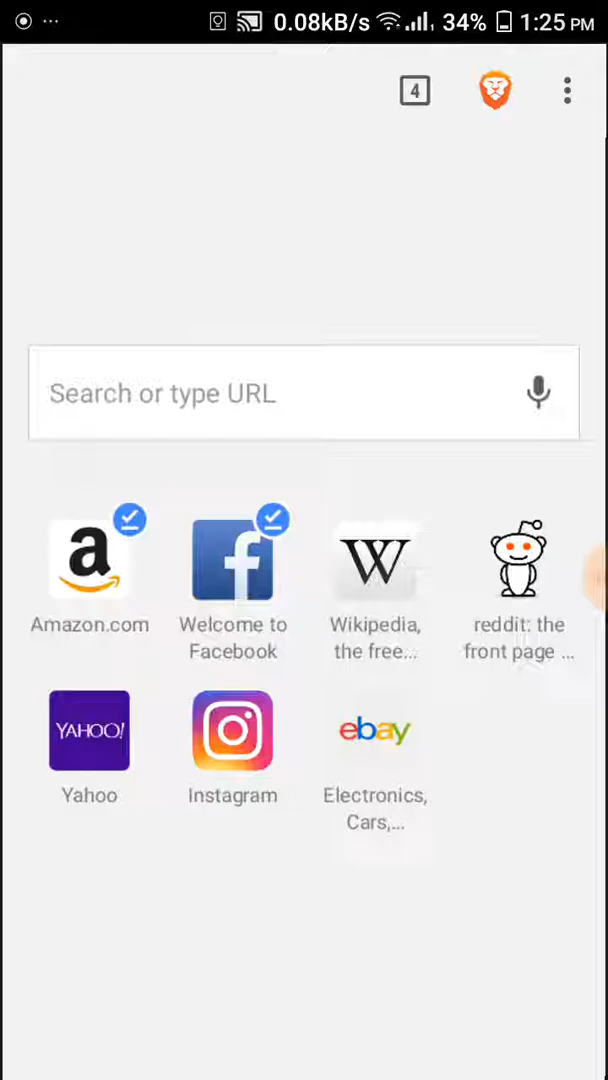 0.08kB/s 34% 1:25 PM
4
Search or type URL
a
f
W
Amazon.com
Welcome to
Facebook
Wikipedia,
the free...
reddit: the
front page ...
YAHOO!
ebay
Yahoo
Instagram
Electronics,
Cars,...